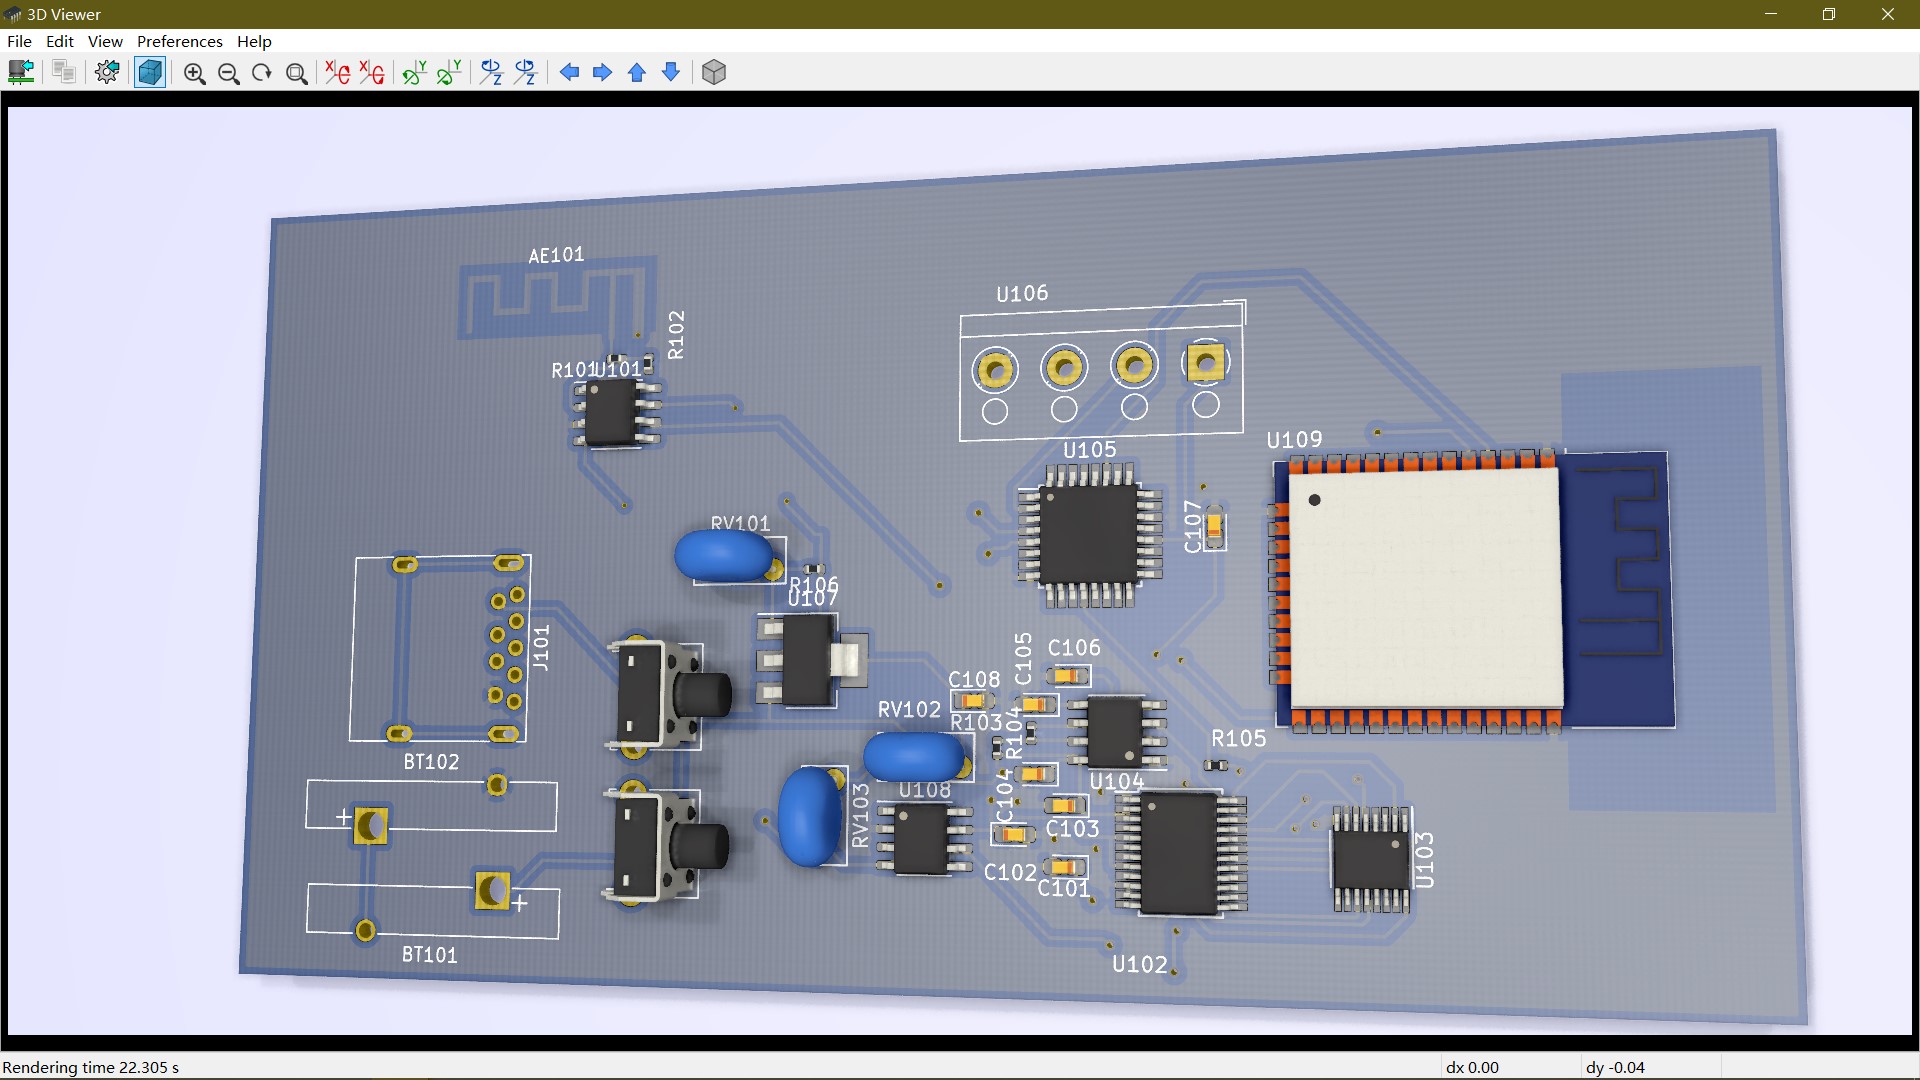 3D Viewer
File Edit View Preferences Help
AE101
U106
R102
R101
U101
U105
U109
C107
RV101
R106
U107
J101
C105
C106
C108
RV102
R103
R104
R105
BT102
U104
U108
C104
RV103
C103
U103
C102
C101
+
+
BT101
U102
Rendering time 22.305 s
dx 0.00
dy -0.04